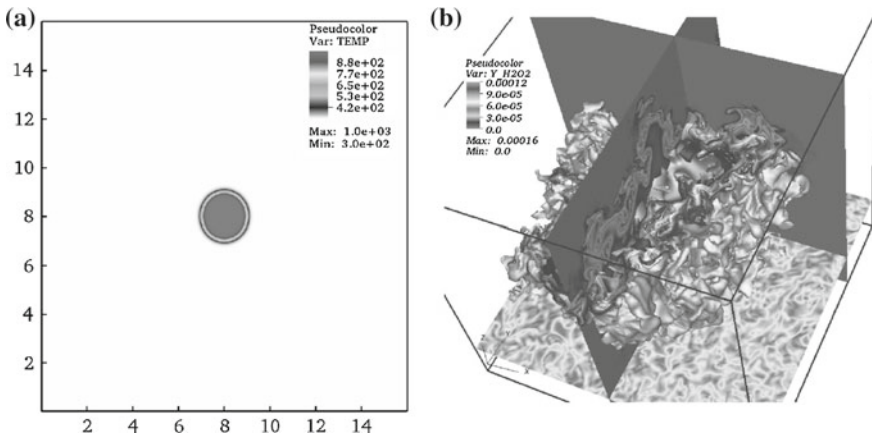 (a)
16
14
12
10
8
6
4
2
2 4 6 8 10 12 14
Pseudocolor
Var: TEMP
8.8e+02
7.7e+02
6.5e+02
5.3e+02
4.2e+02
Max: 1.0e+03
Min: 3.0e+02
(b)
Pseudocolor
Var: Y_H2O2
0.00012
9.0e-05
6.0e-05
3.0e-05
0.0
Max: 0.00016
Min: 0.0
x